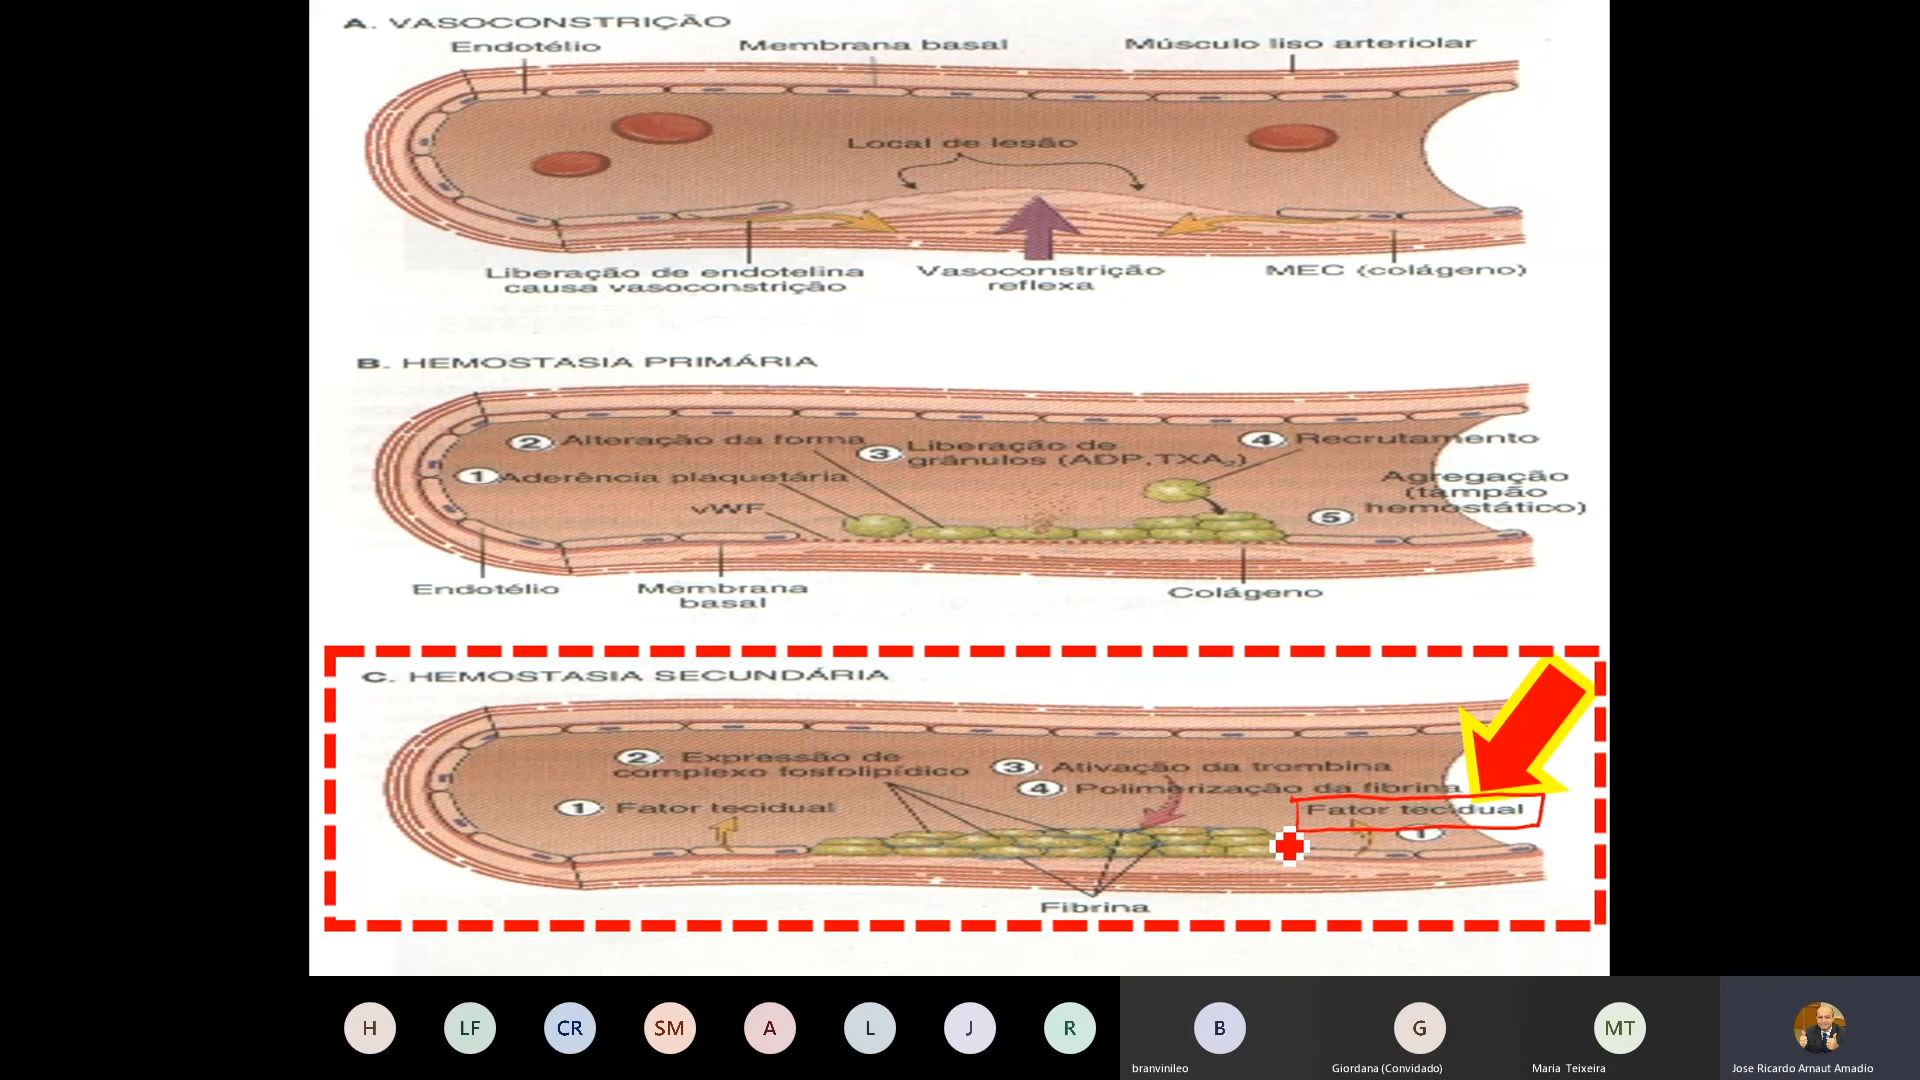 A. VASOCONSTRIÇÃO
Endotélio
Membrana basal
Músculo liso arteriolar
Local de lesão
Liberação de endotelina
causa vasoconstrição
Vasoconstrição
reflexa
MEC (colágeno)
B. HEMOSTASIA PRIMÁRIA
2 Alteração da forma
3 Liberação de
grânulos (ADP, TXA₂)
4 Recrutamento
1 Aderência plaquetária
Agregação
(tampão
hemostático)
5
vWF
Endotélio
Membrana
basal
Colágeno
C. HEMOSTASIA SECUNDÁRIA
2 Expressão de
complexo fosfolipídico
3 Ativação da trombina
4 Polimerização da fibrina
1 Fator tecidual
Fator tecidual
1
Fibrina
H
LF
CR
SM
A
L
J
R
B
G
MT
branvinileo
Giordana (Convidado)
Maria Teixeira
Jose Ricardo Arnaut Amadio